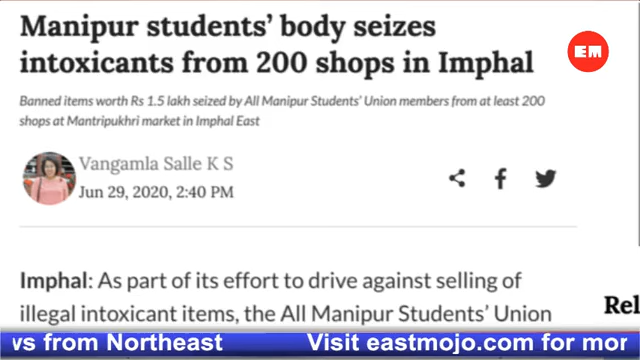 Manipur students' body seizes
intoxicants from 200 shops in Imphal
EM
Banned items worth Rs 1.5 lakh seized by All Manipur Students' Union members from at least 200
shops at Mantripukhri market in Imphal East
Vangamla Salle K S
Jun 29, 2020, 2:40 PM
Imphal: As part of its effort to drive against selling of
illegal intoxicant items, the All Manipur Students' Union
Rel
ws from Northeast Visit eastmojo.com for mor